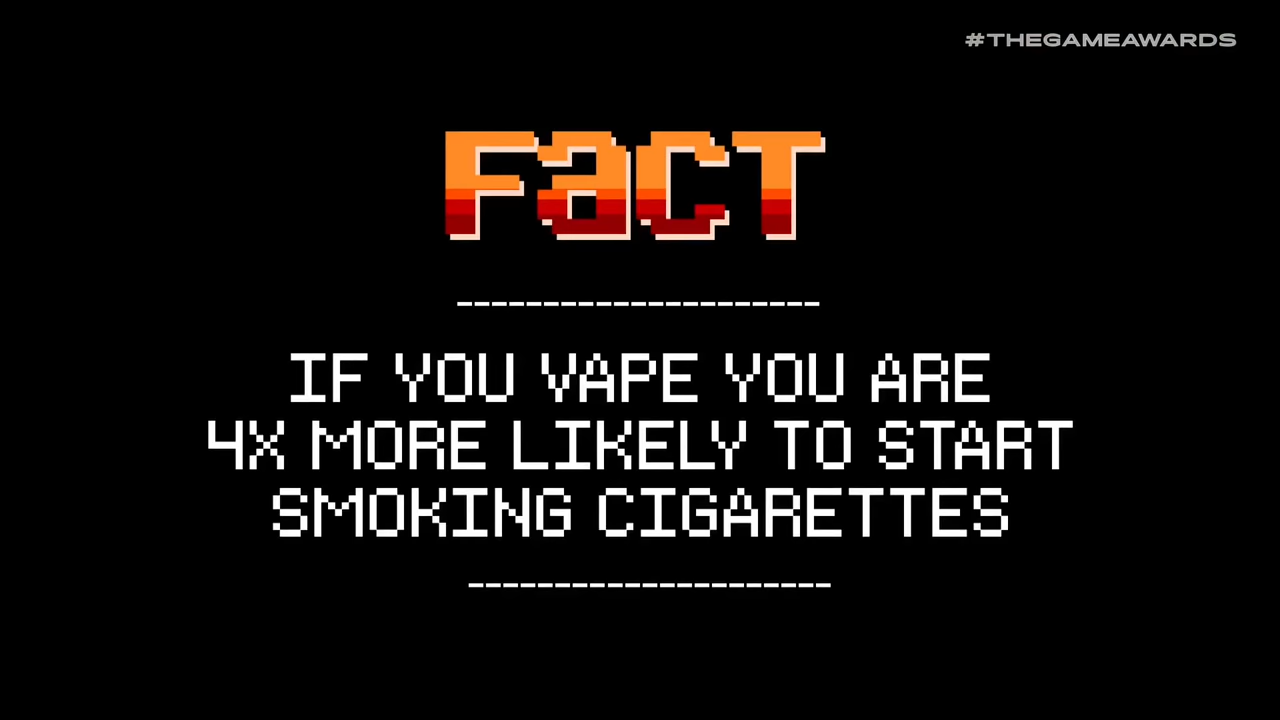 #THEGAMEAWARDS
FaCT
---------------------
IF YOU VAPE YOU ARE
4X MORE LIKELY TO START
SMOKING CIGARETTES
---------------------